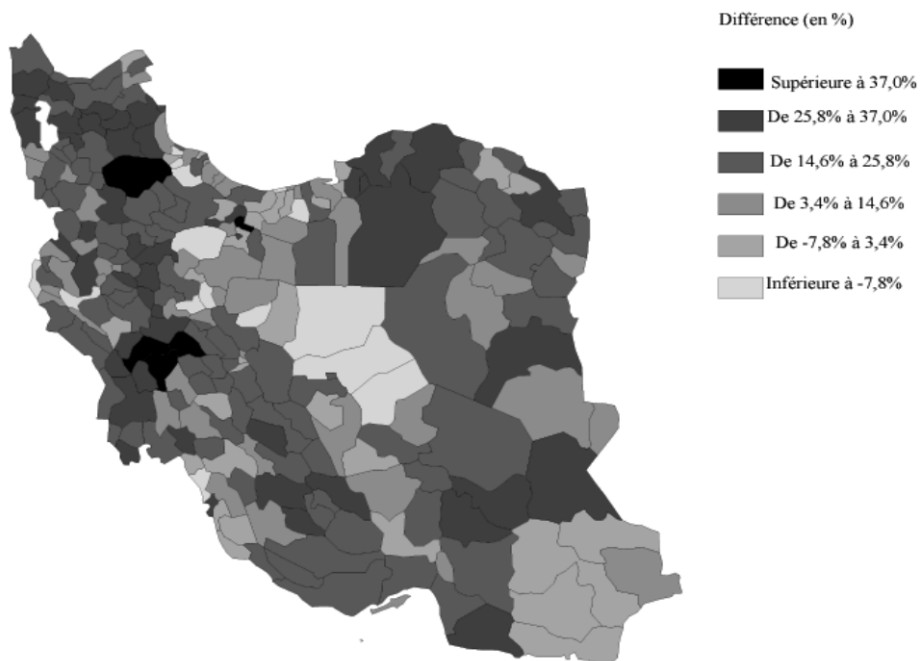 Différence (en %)
Supérieure à 37,0%
De 25,8% à 37,0%
De 14,6% à 25,8%
De 3,4% à 14,6%
De -7,8% à 3,4%
Inférieure à -7,8%